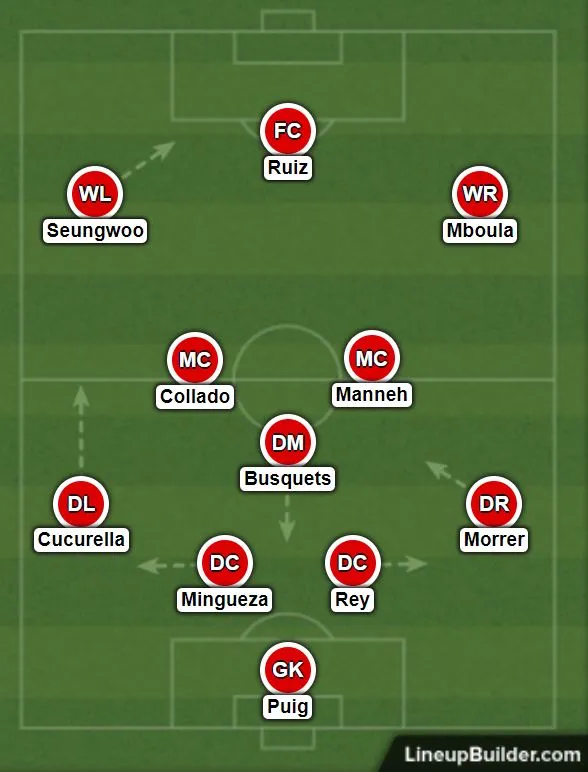 FC
Ruiz
WL
WR
Seungwoo
Mboula
MC
MC
Collado
Manneh
DM
Busquets
DL
DR
Cucurella
Morrer
DC
DC
Mingueza
Rey
GK
Puig
LineupBuilder.com